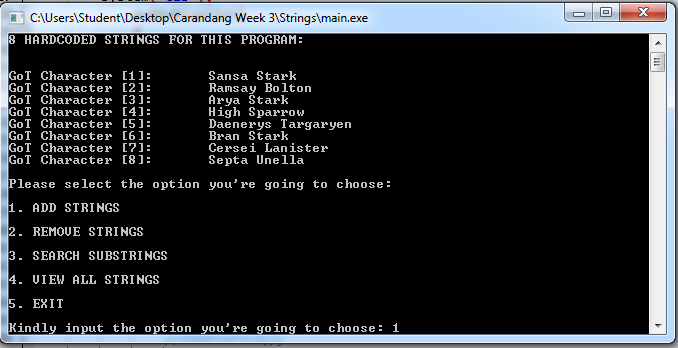 C:\Users\Student\Desktop\Carandang Week 3\Strings\main.exe
8 HARDCODED STRINGS FOR THIS PROGRAM:
GoT Character [1]: Sansa Stark
GoT Character [2]: Ramsay Bolton
GoT Character [3]: Arya Stark
GoT Character [4]: High Sparrow
GoT Character [5]: Daenerys Targaryen
GoT Character [6]: Bran Stark
GoT Character [7]: Cersei Lanister
GoT Character [8]: Septa Unella
Please select the option you're going to choose:
1. ADD STRINGS
2. REMOVE STRINGS
3. SEARCH SUBSTRINGS
4. VIEW ALL STRINGS
5. EXIT
Kindly input the option you're going to choose: 1